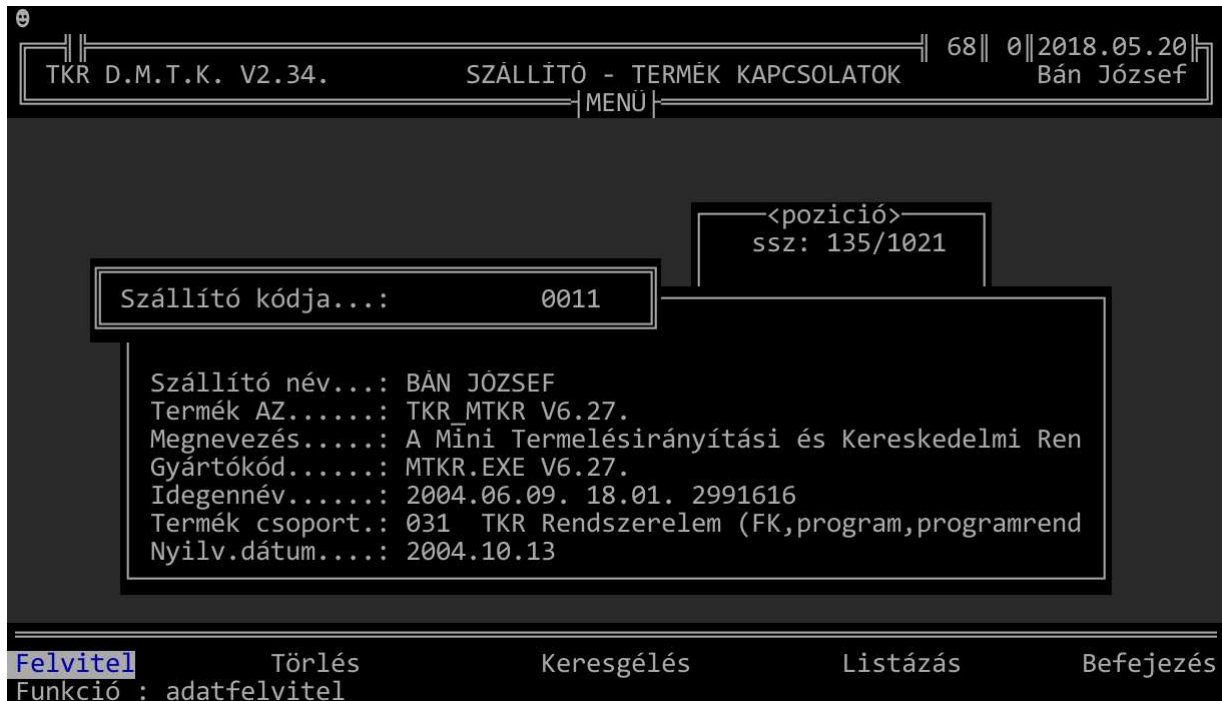 68 0 2018.05.20
TKR D.M.T.K. V2.34. SZÁLLÍTÓ - TERMÉK KAPCSOLATOK Bán József
MENÜ
<pozició>
ssz: 135/1021
Szállító kódja...: 0011
Szállító név...: BÁN JÓZSEF
Termék AZ......: TKR_MTKR V6.27.
Megnevezés.....: A Mini Termelésirányítási és Kereskedelmi Ren
Gyártókód......: MTKR.EXE V6.27.
Idegennév......: 2004.06.09. 18.01. 2991616
Termék csoport.: 031 TKR Rendszerelem (FK,program,programrend
Nyilv.dátum....: 2004.10.13
Felvitel Törlés Keresgélés Listázás Befejezés
Funkció : adatfelvitel